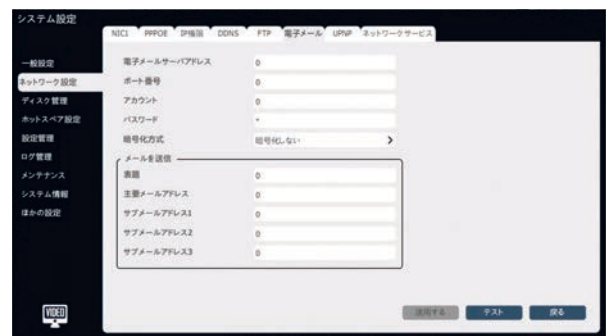 システム設定
NIC1 PPPOE IP権限 DDNS FTP 電子メール UPNP ネットワークサービス
一般設定
ネットワーク設定
ディスク管理
ホットスペア設定
設定管理
ログ管理
メンテナンス
システム情報
ほかの設定
電子メールサーバアドレス 0
ポート番号 0
アカウント 0
パスワード *
暗号化方式 暗号化しない >
メールを送信
表題 0
主要メールアドレス 0
サブメールアドレス1 0
サブメールアドレス2 0
サブメールアドレス3 0
VIDEO
適用する テスト 戻る